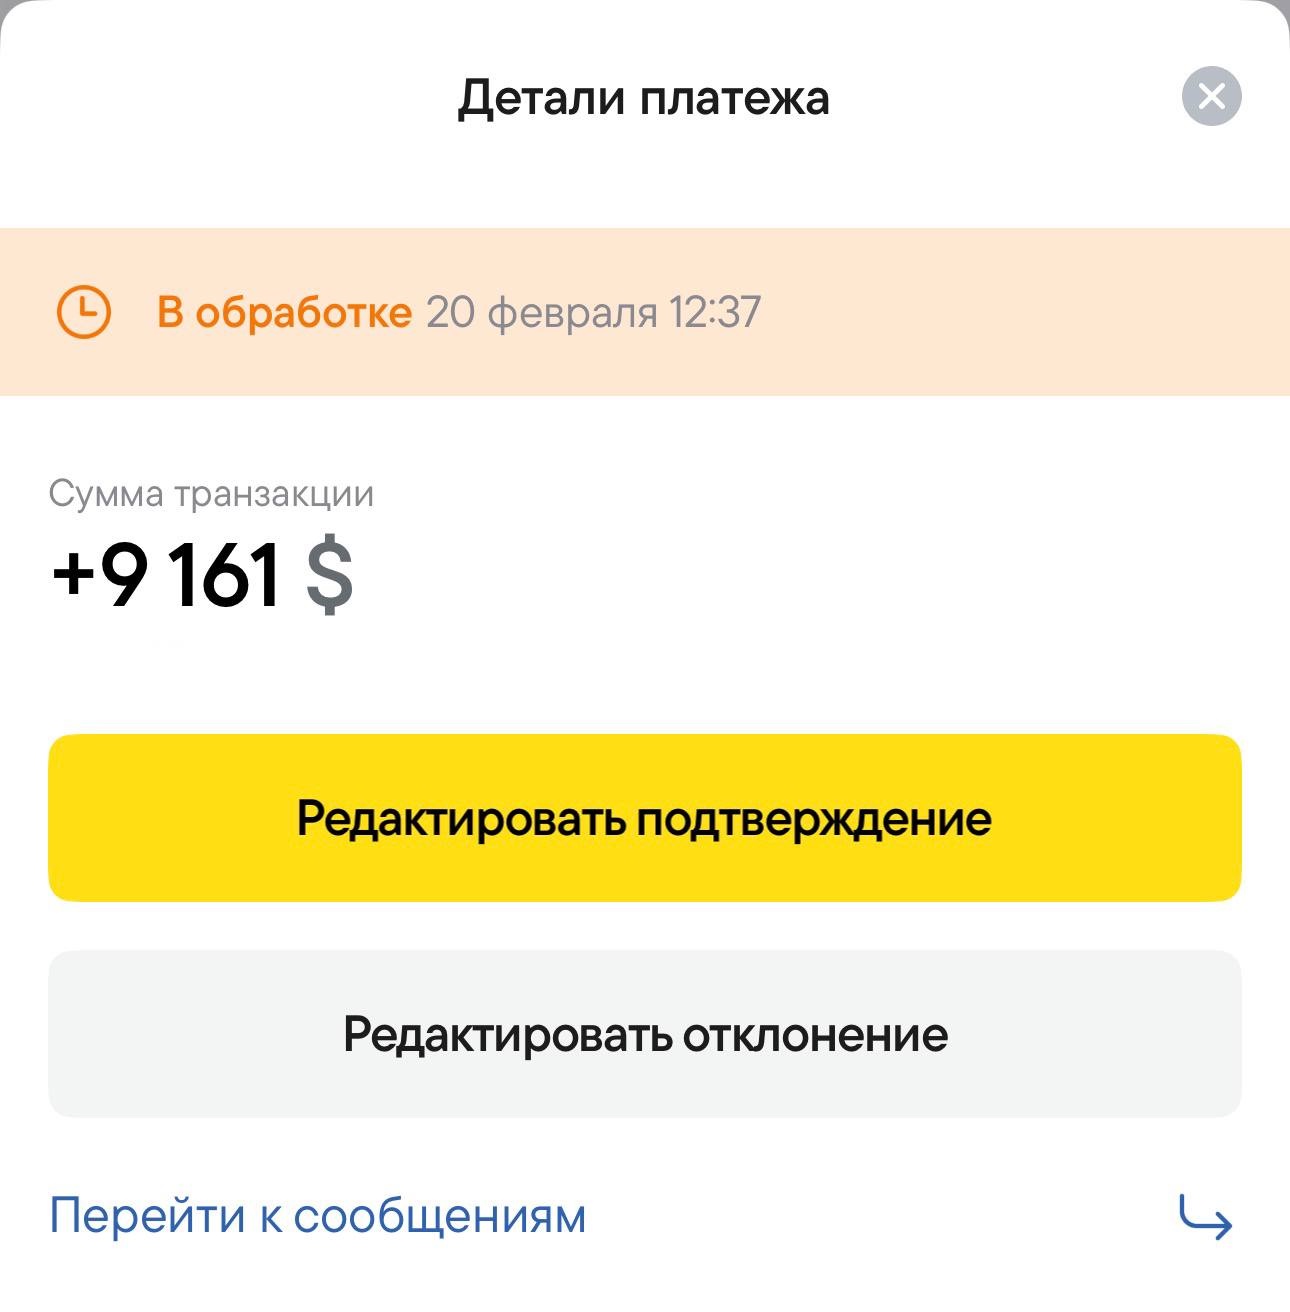 Детали платежа
В обработке 20 февраля 12:37
Сумма транзакции
+9 161 $
Редактировать подтверждение
Редактировать отклонение
Перейти к сообщениям